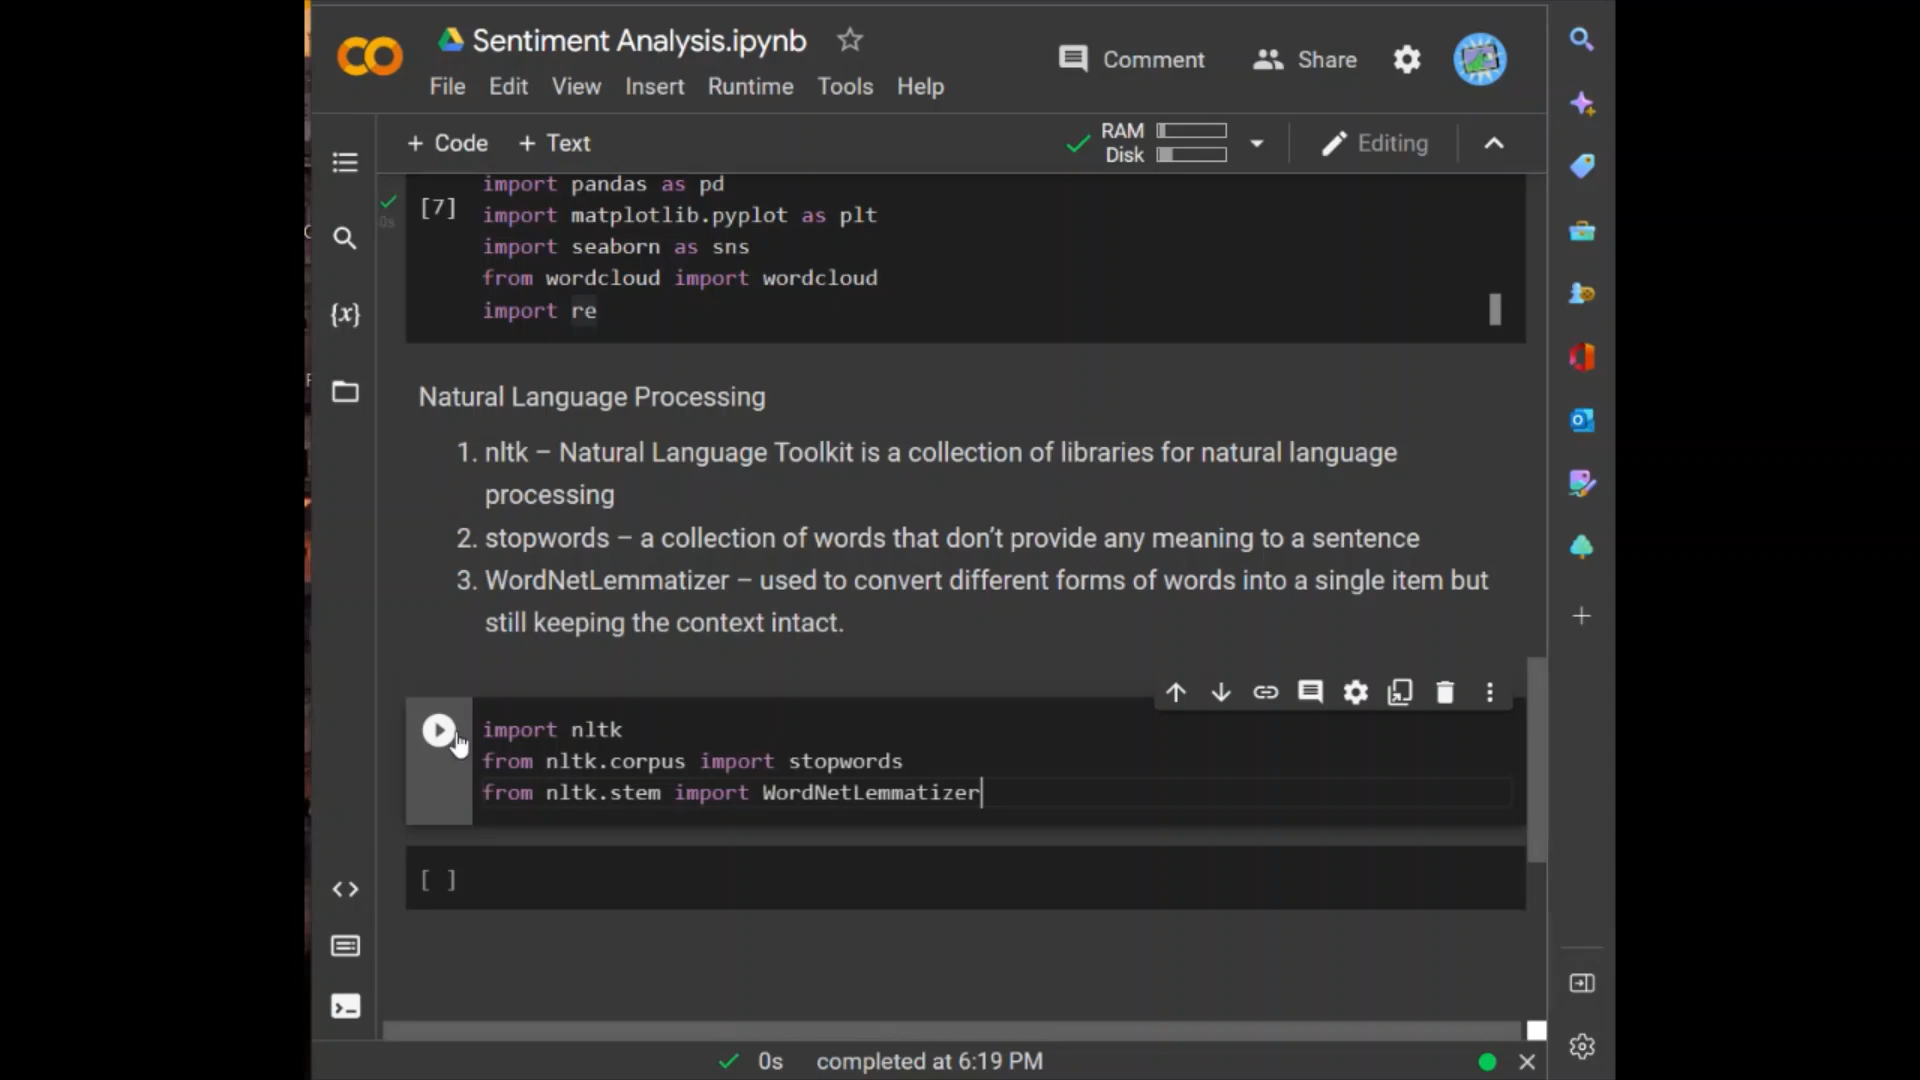 Sentiment Analysis.ipynb
Comment
Share
File Edit View Insert Runtime Tools Help
+ Code + Text
RAM
Disk
Editing
import pandas as pd
[7]
0s
import matplotlib.pyplot as plt
import seaborn as sns
from wordcloud import wordcloud
import re
{x}
Natural Language Processing
1. nltk – Natural Language Toolkit is a collection of libraries for natural language
processing
2. stopwords – a collection of words that don’t provide any meaning to a sentence
3. WordNetLemmatizer – used to convert different forms of words into a single item but
still keeping the context intact.
import nltk
from nltk.corpus import stopwords
from nltk.stem import WordNetLemmatizer
[ ]
0s completed at 6:19 PM